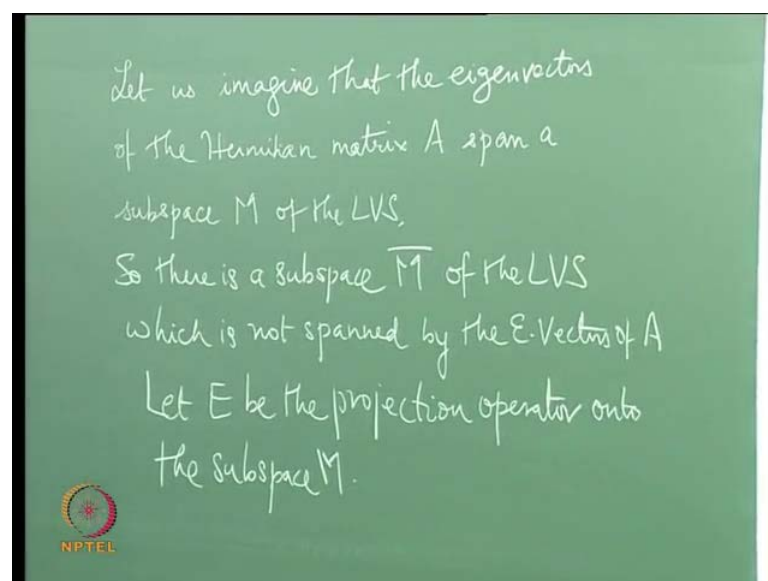 Let us imagine that the eigenvectors
of the Hermitian matrix A span a
subspace M of the LVS.
So there is a subspace M̅ of the LVS
which is not spanned by the E.Vectors of A
Let E be the projection operator onto
the subspace M.
NPTEL